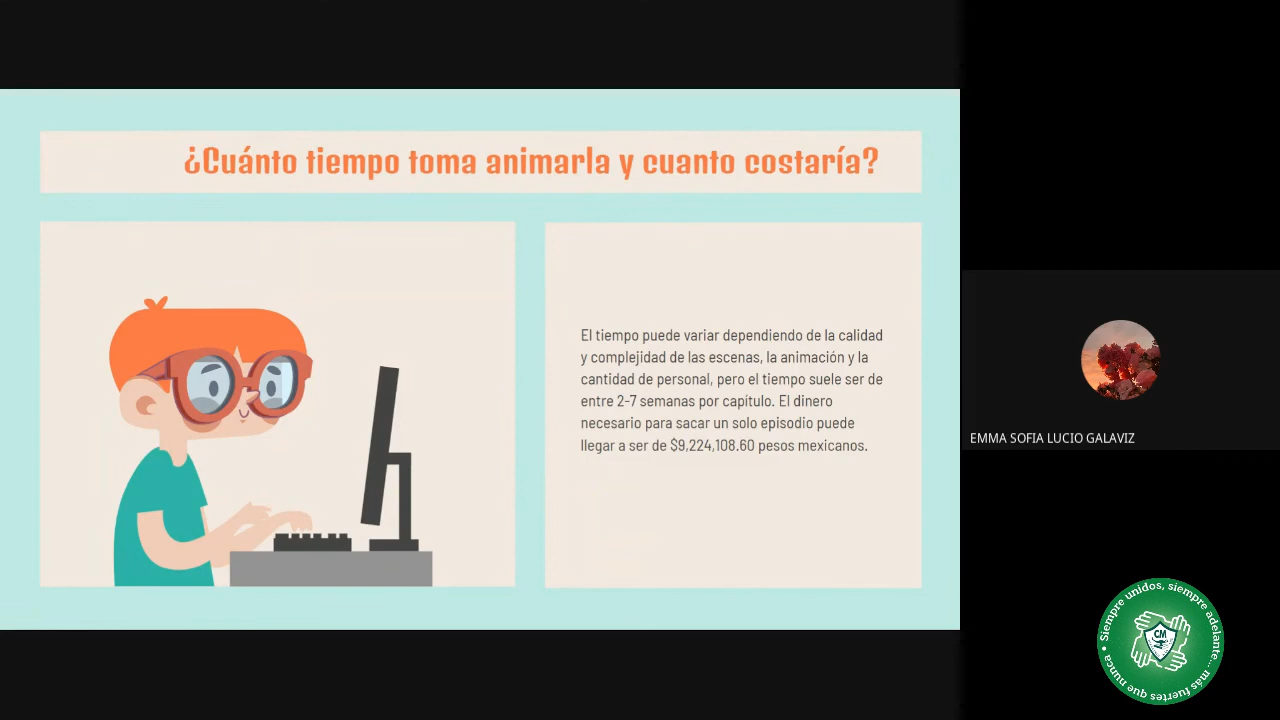 ¿Cuánto tiempo toma animarla y cuanto costaría?
El tiempo puede variar dependiendo de la calidad
y complejidad de las escenas, la animación y la
cantidad de personal, pero el tiempo suele ser de
entre 2-7 semanas por capitulo. El dinero
necesario para sacar un solo episodio puede
llegar a ser de $9,224,108.60 pesos mexicanos.
EMMA SOFIA LUCIO GALAVIZ
Siempre unidos, siempre adelante... más fuertes que nunca •
CM